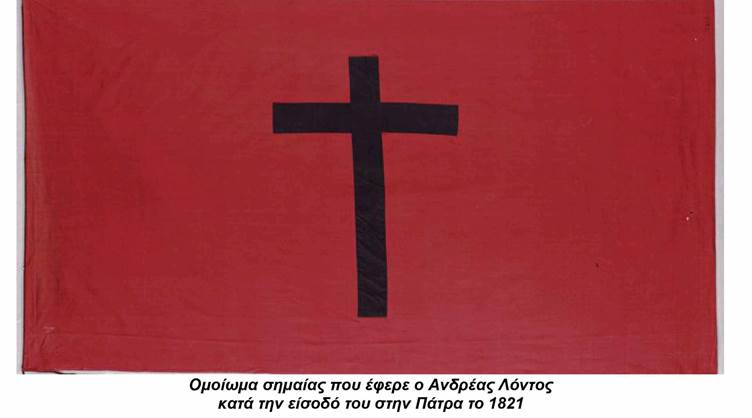 Ομοίωμα σημαίας που έφερε ο Ανδρέας Λόντος
κατά την είσοδό του στην Πάτρα το 1821